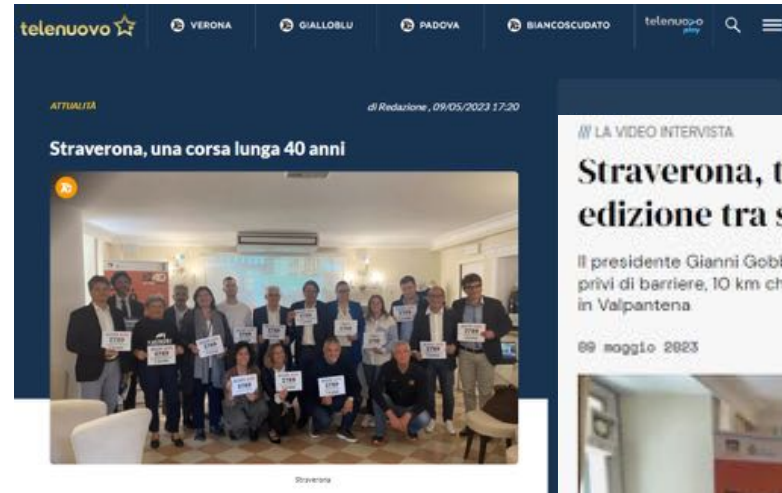 telenuovo
VERONA
GIALLOBLU
PADOVA
BIANCOSCUDATO
telenuovo
play
ATTUALITÀ
di Redazione, 09/05/2023 17:20
Straverona, una corsa lunga 40 anni
Straverona
/// LA VIDEO INTERVISTA
Straverona, t
edizione tra s
Il presidente Gianni Gobb
privi di barriere, 10 km ch
in Valpantena
09 maggio 2023